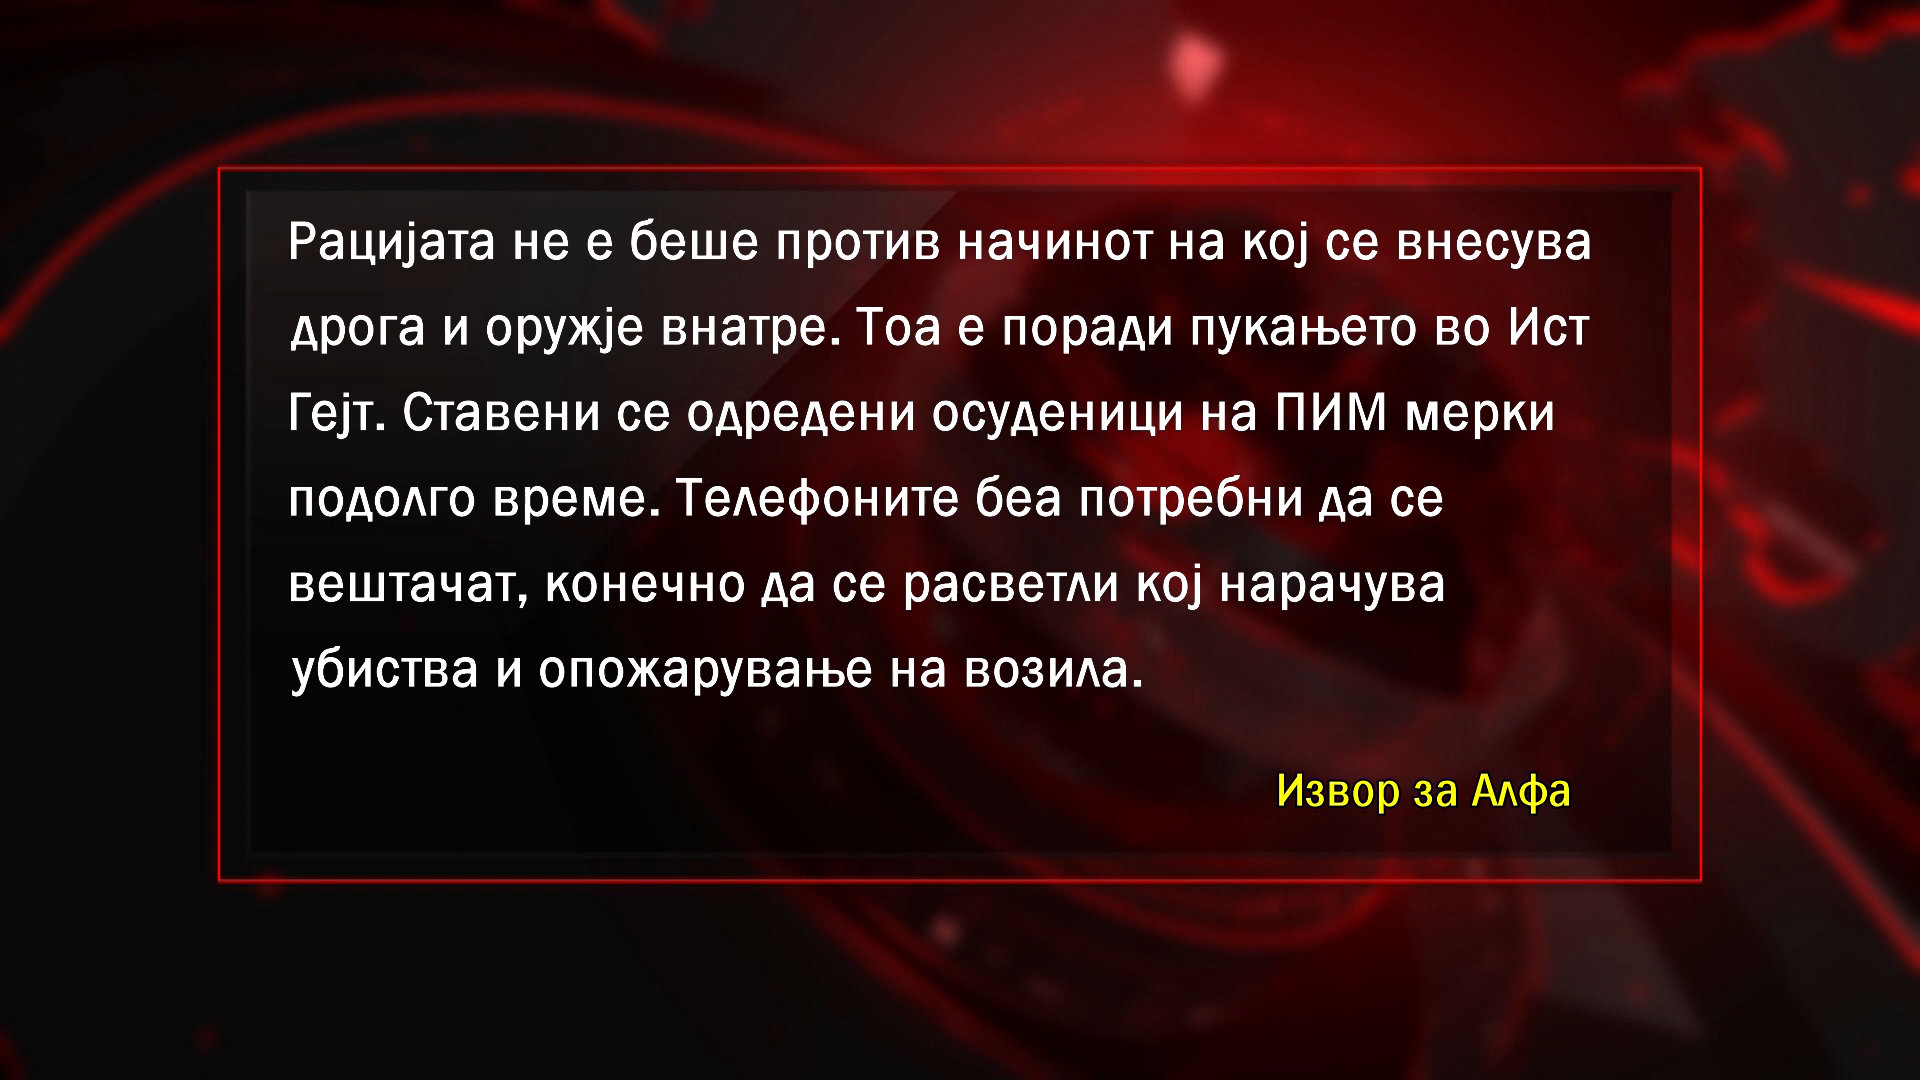 Рацијата не е беше против начинот на кој се внесува
дрога и оружје внатре. Тоа е поради пукањето во Ист
Гејт. Ставени се одредени осуденици на ПИМ мерки
подолго време. Телефоните беа потребни да се
вештачат, конечно да се расветли кој нарачува
убиства и опожарување на возила.
Извор за Алфа